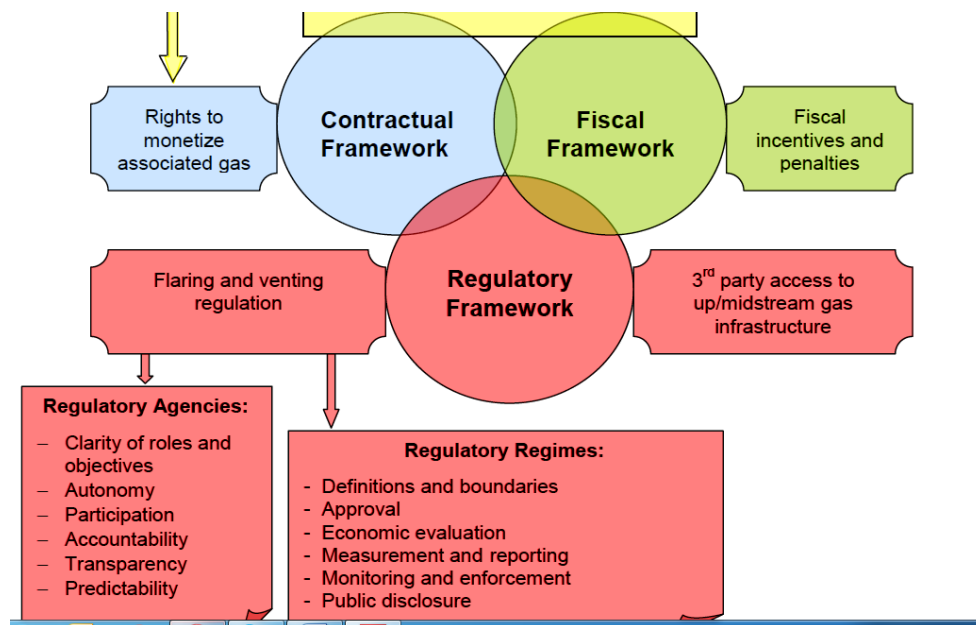 Rights to
monetize
associated gas
Contractual
Framework
Fiscal
Framework
Fiscal
incentives and
penalties
Flaring and venting
regulation
Regulatory
Framework
3rd party access to
up/midstream gas
infrastructure
Regulatory Agencies:
– Clarity of roles and
objectives
– Autonomy
– Participation
– Accountability
– Transparency
– Predictability
Regulatory Regimes:
- Definitions and boundaries
- Approval
- Economic evaluation
- Measurement and reporting
- Monitoring and enforcement
- Public disclosure